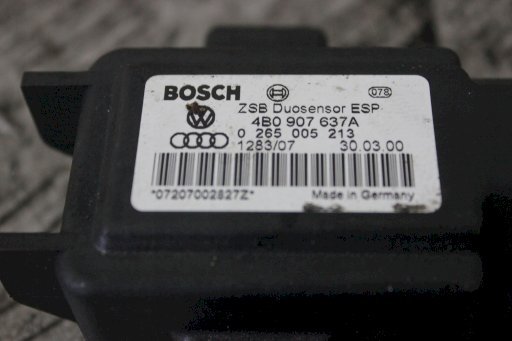 BOSCH 078
ZSB Duosensor ESP
4B0 907 637A
0 265 005 213
1283/07 30.03.00
*07207002827Z* Made in Germany